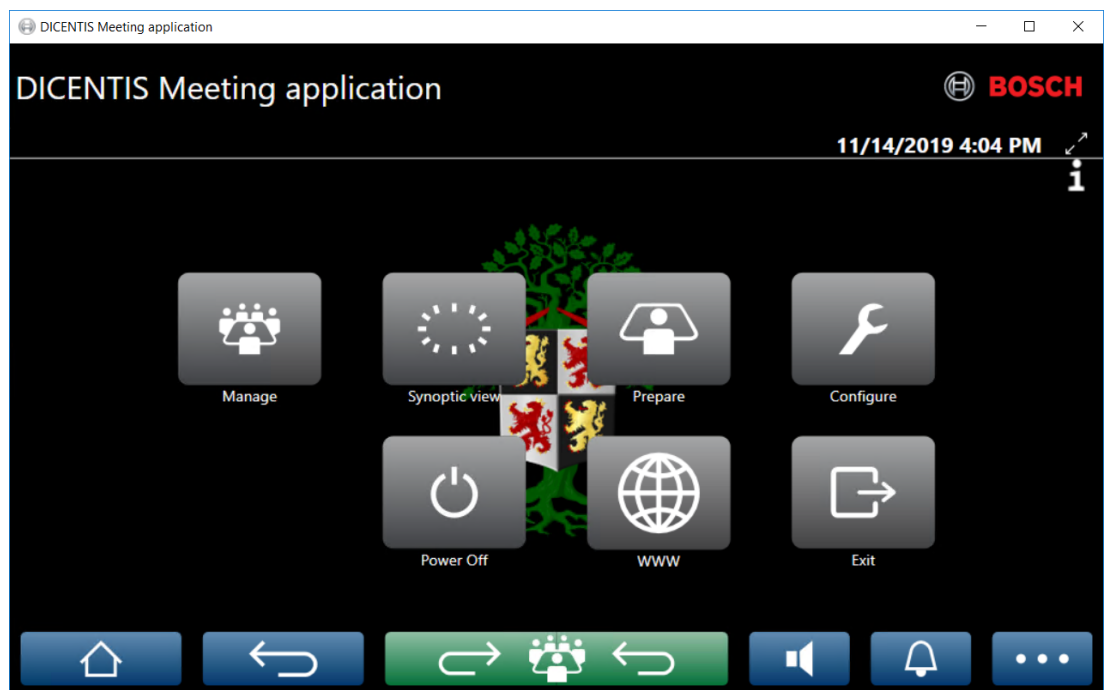 DICENTIS Meeting application
DICENTIS Meeting application
BOSCH
11/14/2019 4:04 PM
Manage
Synoptic view
Prepare
Configure
Power Off
WWW
Exit